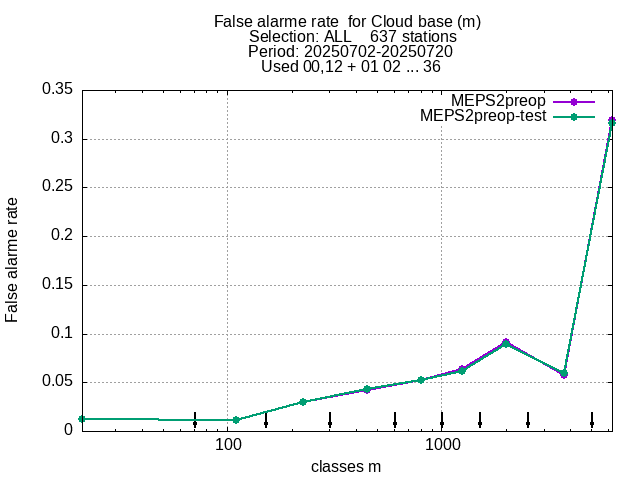 False alarme rate  for Cloud base (m)
Selection: ALL    637 stations
Period: 20250702-20250720
Used 00,12 + 01 02 ... 36
MEPS2preop
MEPS2preop-test
0.35
0.3
0.25
0.2
0.15
0.1
0.05
0
False alarme rate
100
1000
classes m